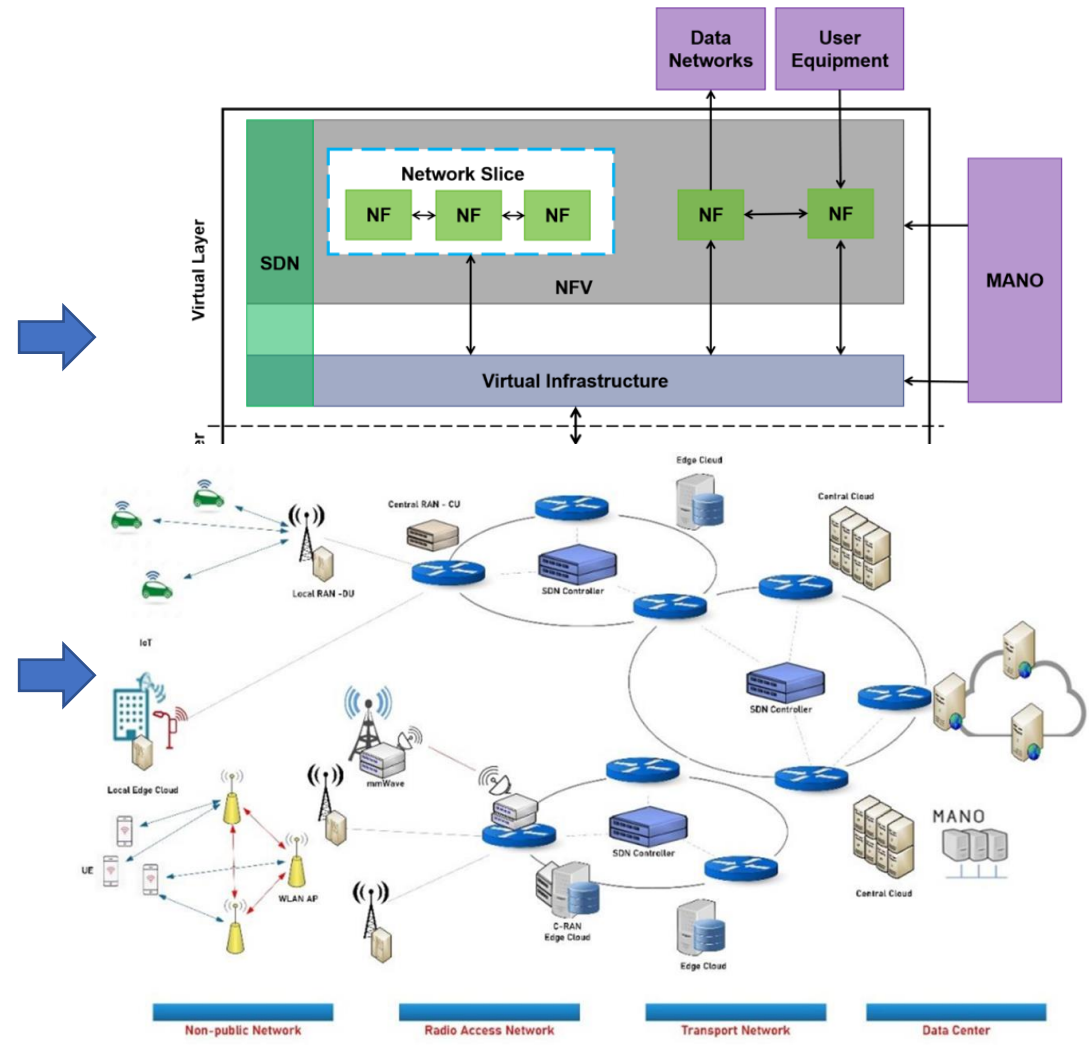 Data
Networks
User
Equipment
Network Slice
NF
NF
NF
NF
NF
SDN
NFV
MANO
Virtual Layer
Virtual Infrastructure
er
Edge Cloud
Central RAN - CU
Central Cloud
SDN Controller
Local RAN -DU
IoT
SDN Controller
Local Edge Cloud
mmWave
MANO
SDN Controller
UE
WLAN AP
Central Cloud
C-RAN
Edge Cloud
Edge Cloud
Non-public Network
Radio Access Network
Transport Network
Data Center